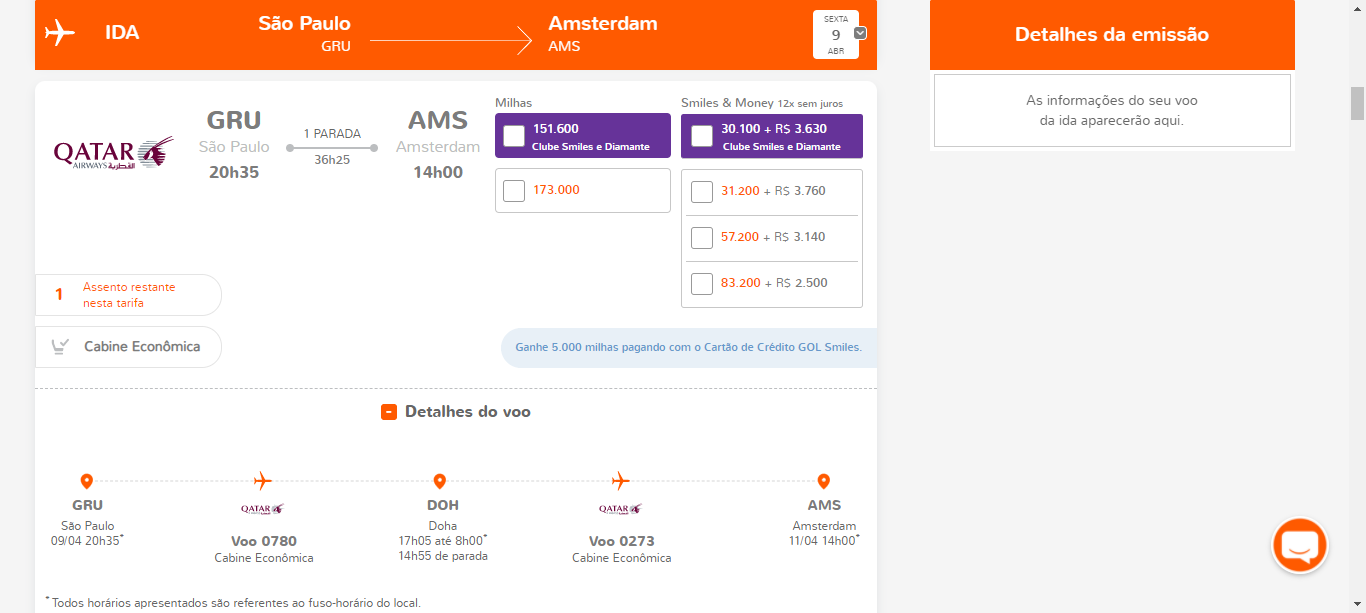 IDA
São Paulo
GRU
Amsterdam
AMS
SEXTA
9
ABR
Detalhes da emissão
As informações do seu voo
da ida aparecerão aqui.
QATAR
AIRWAYS القطرية
GRU
São Paulo
20h35
1 PARADA
36h25
AMS
Amsterdam
14h00
Milhas
151.600
Clube Smiles e Diamante
173.000
Smiles & Money 12x sem juros
30.100 + R$ 3.630
Clube Smiles e Diamante
31.200 + R$ 3.760
57.200 + R$ 3.140
83.200 + R$ 2.500
1
Assento restante
nesta tarifa
Cabine Econômica
Ganhe 5.000 milhas pagando com o Cartão de Crédito GOL Smiles.
- Detalhes do voo
GRU
São Paulo
09/04 20h35*
QATAR
Voo 0780
Cabine Econômica
DOH
Doha
17h05 até 8h00*
14h55 de parada
QATAR
Voo 0273
Cabine Econômica
AMS
Amsterdam
11/04 14h00*
* Todos horários apresentados são referentes ao fuso-horário do local.